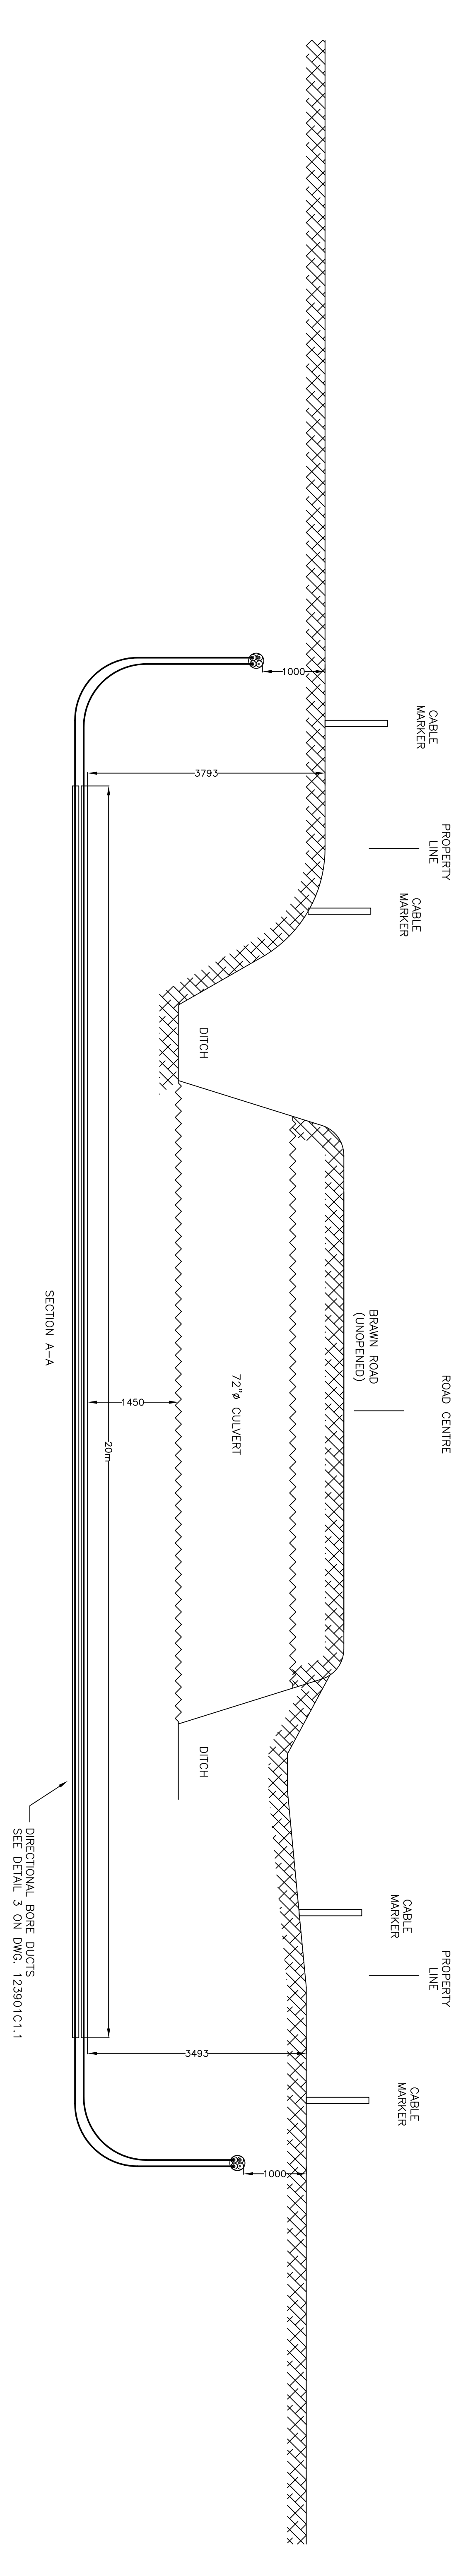 CABLE
MARKER
PROPERTY
LINE
CABLE
MARKER
ROAD CENTRE
BRAWN ROAD
(UNOPENED)
CABLE
MARKER
PROPERTY
LINE
CABLE
MARKER
1000
3793
DITCH
72"ø CULVERT
DITCH
1450
20m
3493
1000
SECTION A-A
DIRECTIONAL BORE DUCTS
SEE DETAIL 3 ON DWG. 123901C1.1